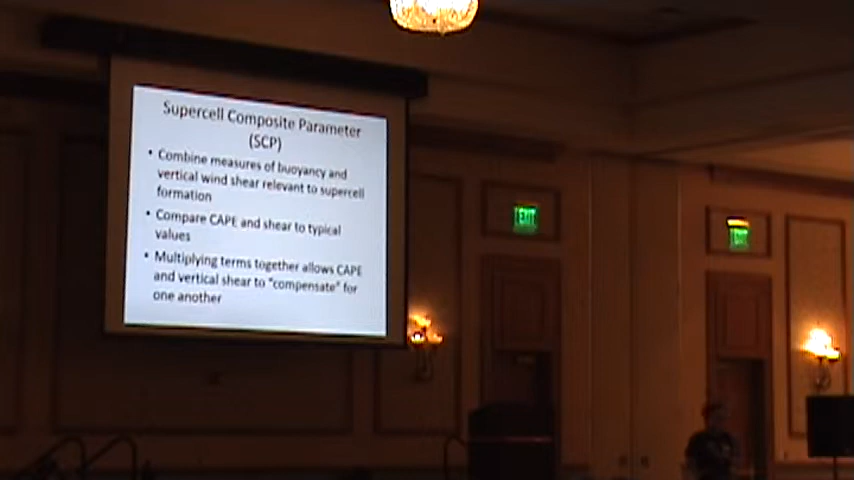 Supercell Composite Parameter
(SCP)
• Combine measures of buoyancy and
vertical wind shear relevant to supercell
formation
• Compare CAPE and shear to typical
values
• Multiplying terms together allows CAPE
and vertical shear to "compensate" for
one another
EXIT
EXIT